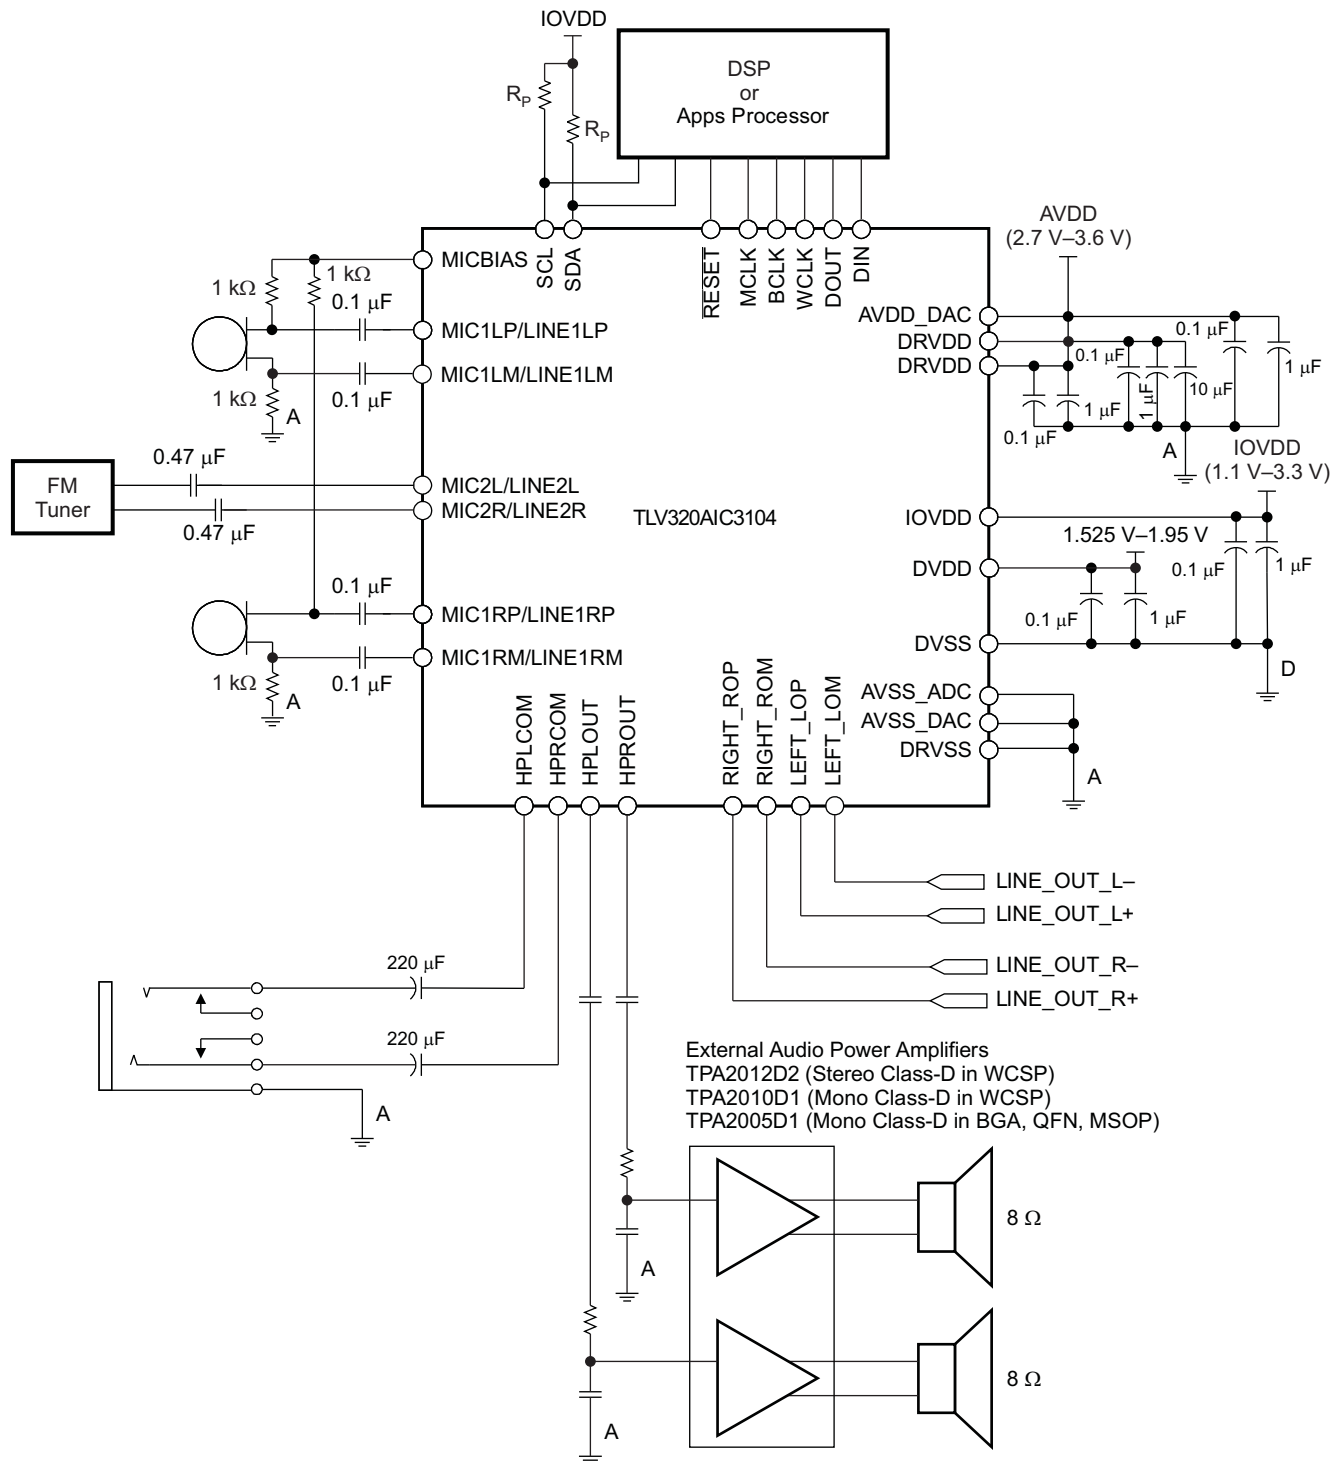 IOVDD
DSP
or
Apps Processor
R_P
R_P
SCL
SDA
RESET
MCLK
BCLK
WCLK
DOUT
DIN
AVDD
(2.7 V–3.6 V)
MICBIAS
1 kΩ
1 kΩ
0.1 μF
MIC1LP/LINE1LP
MIC1LM/LINE1LM
1 kΩ
A
0.1 μF
AVDD_DAC
DRVDD
DRVDD
0.1 μF
1 μF
0.1 μF
1 μF
10 μF
0.1 μF
1 μF
A
IOVDD
(1.1 V–3.3 V)
FM
Tuner
0.47 μF
0.47 μF
MIC2L/LINE2L
MIC2R/LINE2R
TLV320AIC3104
IOVDD
1.525 V–1.95 V
DVDD
0.1 μF
1 μF
0.1 μF
1 μF
DVSS
D
0.1 μF
MIC1RP/LINE1RP
MIC1RM/LINE1RM
1 kΩ
A
0.1 μF
AVSS_ADC
AVSS_DAC
DRVSS
A
HPLCOM
HPRCOM
HPLOUT
HPROUT
RIGHT_ROP
RIGHT_ROM
LEFT_LOP
LEFT_LOM
LINE_OUT_L–
LINE_OUT_L+
LINE_OUT_R–
LINE_OUT_R+
220 μF
220 μF
A
External Audio Power Amplifiers
TPA2012D2 (Stereo Class-D in WCSP)
TPA2010D1 (Mono Class-D in WCSP)
TPA2005D1 (Mono Class-D in BGA, QFN, MSOP)
8 Ω
A
8 Ω
A